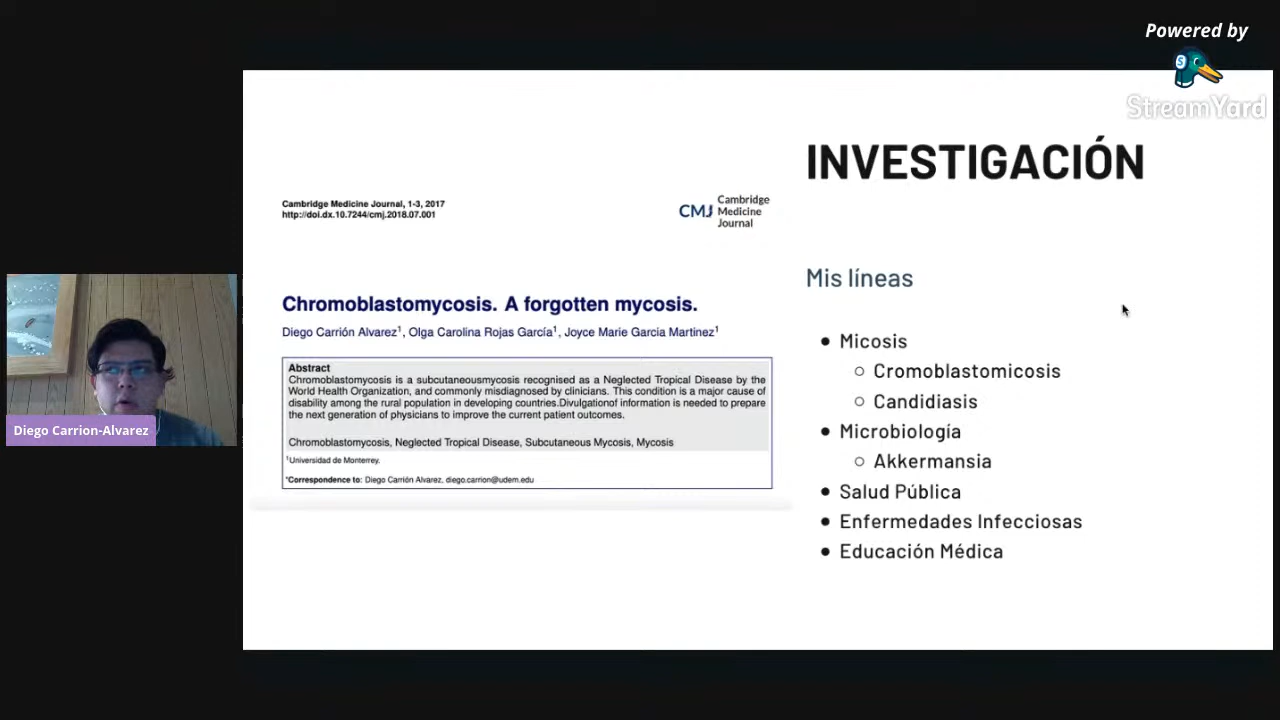 Powered by
S
StreamYard
INVESTIGACIÓN
Cambridge Medicine Journal, 1-3, 2017
http://doi.dx.10.7244/cmj.2018.07.001
CMJ Cambridge
Medicine
Journal
Chromoblastomycosis. A forgotten mycosis.
Diego Carrión Alvarez¹, Olga Carolina Rojas García¹, Joyce Marie Garcia Martinez¹
Abstract
Chromoblastomycosis is a subcutaneousmycosis recognised as a Neglected Tropical Disease by the
World Health Organization, and commonly misdiagnosed by clinicians. This condition is a major cause of
disability among the rural population in developing countries.Divulgationof information is needed to prepare
the next generation of physicians to improve the current patient outcomes.
Chromoblastomycosis, Neglected Tropical Disease, Subcutaneous Mycosis, Mycosis
¹Universidad de Monterrey.
*Correspondence to: Diego Carrión Alvarez, diego.carrion@udem.edu
Mis líneas
● Micosis
○ Cromoblastomicosis
○ Candidiasis
● Microbiología
○ Akkermansia
● Salud Pública
● Enfermedades Infecciosas
● Educación Médica
Diego Carrion-Alvarez